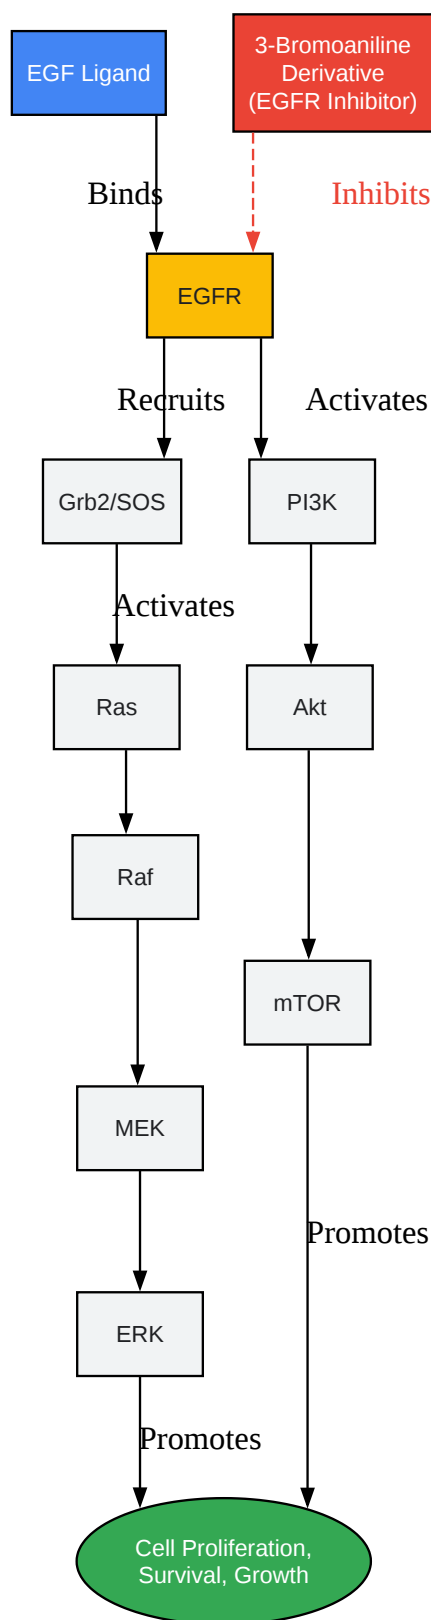 EGF Ligand
3-Bromoaniline
Derivative
(EGFR Inhibitor)
Binds
Inhibits
EGFR
Recruits
Activates
Grb2/SOS
PI3K
Activates
Ras
Akt
Raf
mTOR
MEK
Promotes
ERK
Promotes
Cell Proliferation,
Survival, Growth